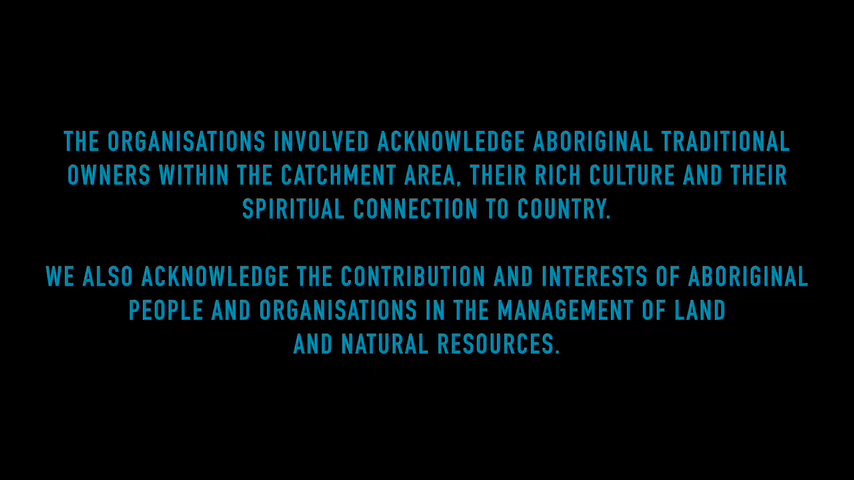 THE ORGANISATIONS INVOLVED ACKNOWLEDGE ABORIGINAL TRADITIONAL
OWNERS WITHIN THE CATCHMENT AREA, THEIR RICH CULTURE AND THEIR
SPIRITUAL CONNECTION TO COUNTRY.
WE ALSO ACKNOWLEDGE THE CONTRIBUTION AND INTERESTS OF ABORIGINAL
PEOPLE AND ORGANISATIONS IN THE MANAGEMENT OF LAND
AND NATURAL RESOURCES.